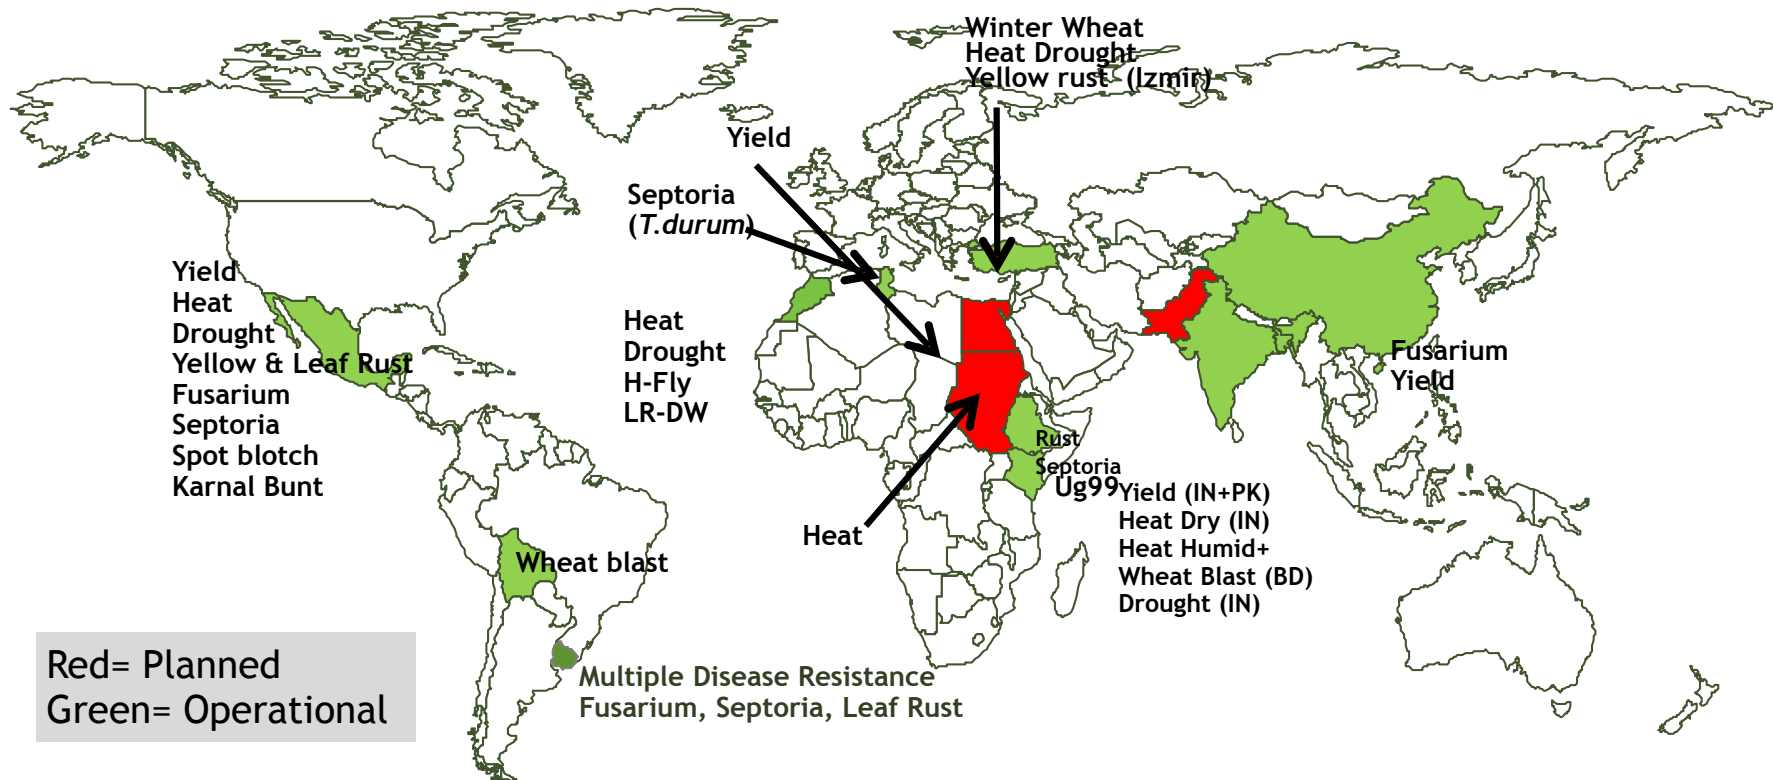 Winter Wheat
Heat Drought
Yellow rust (Izmir)
Yield
Septoria
(T.durum)
Yield
Heat
Drought
Yellow & Leaf Rust
Fusarium
Septoria
Spot blotch
Karnal Bunt
Heat
Drought
H-Fly
LR-DW
Fusarium
Yield
Rust
Septoria
Ug99
Yield (IN+PK)
Heat Dry (IN)
Heat Humid+
Wheat Blast (BD)
Drought (IN)
Heat
Wheat blast
Multiple Disease Resistance
Fusarium, Septoria, Leaf Rust
Red= Planned
Green= Operational